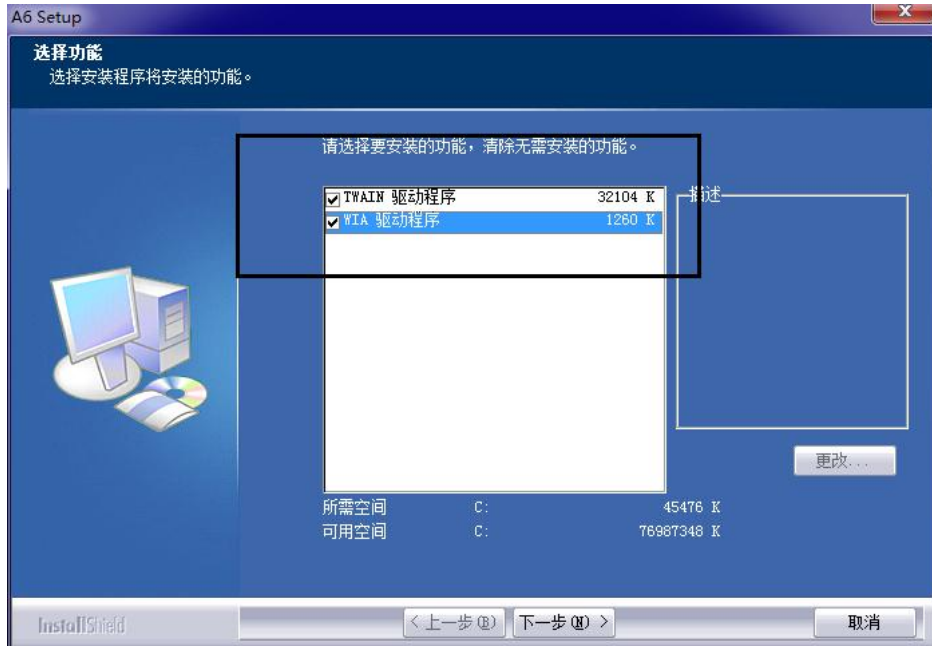 A6 Setup
选择功能
选择安装程序将安装的功能。
请选择要安装的功能，清除无需安装的功能。
TWAIN 驱动程序 32104 K
WIA 驱动程序 1260 K
描述
更改...
所需空间 C: 45476 K
可用空间 C: 76987348 K
InstallShield
< 上一步(B) 下一步(N) > 取消